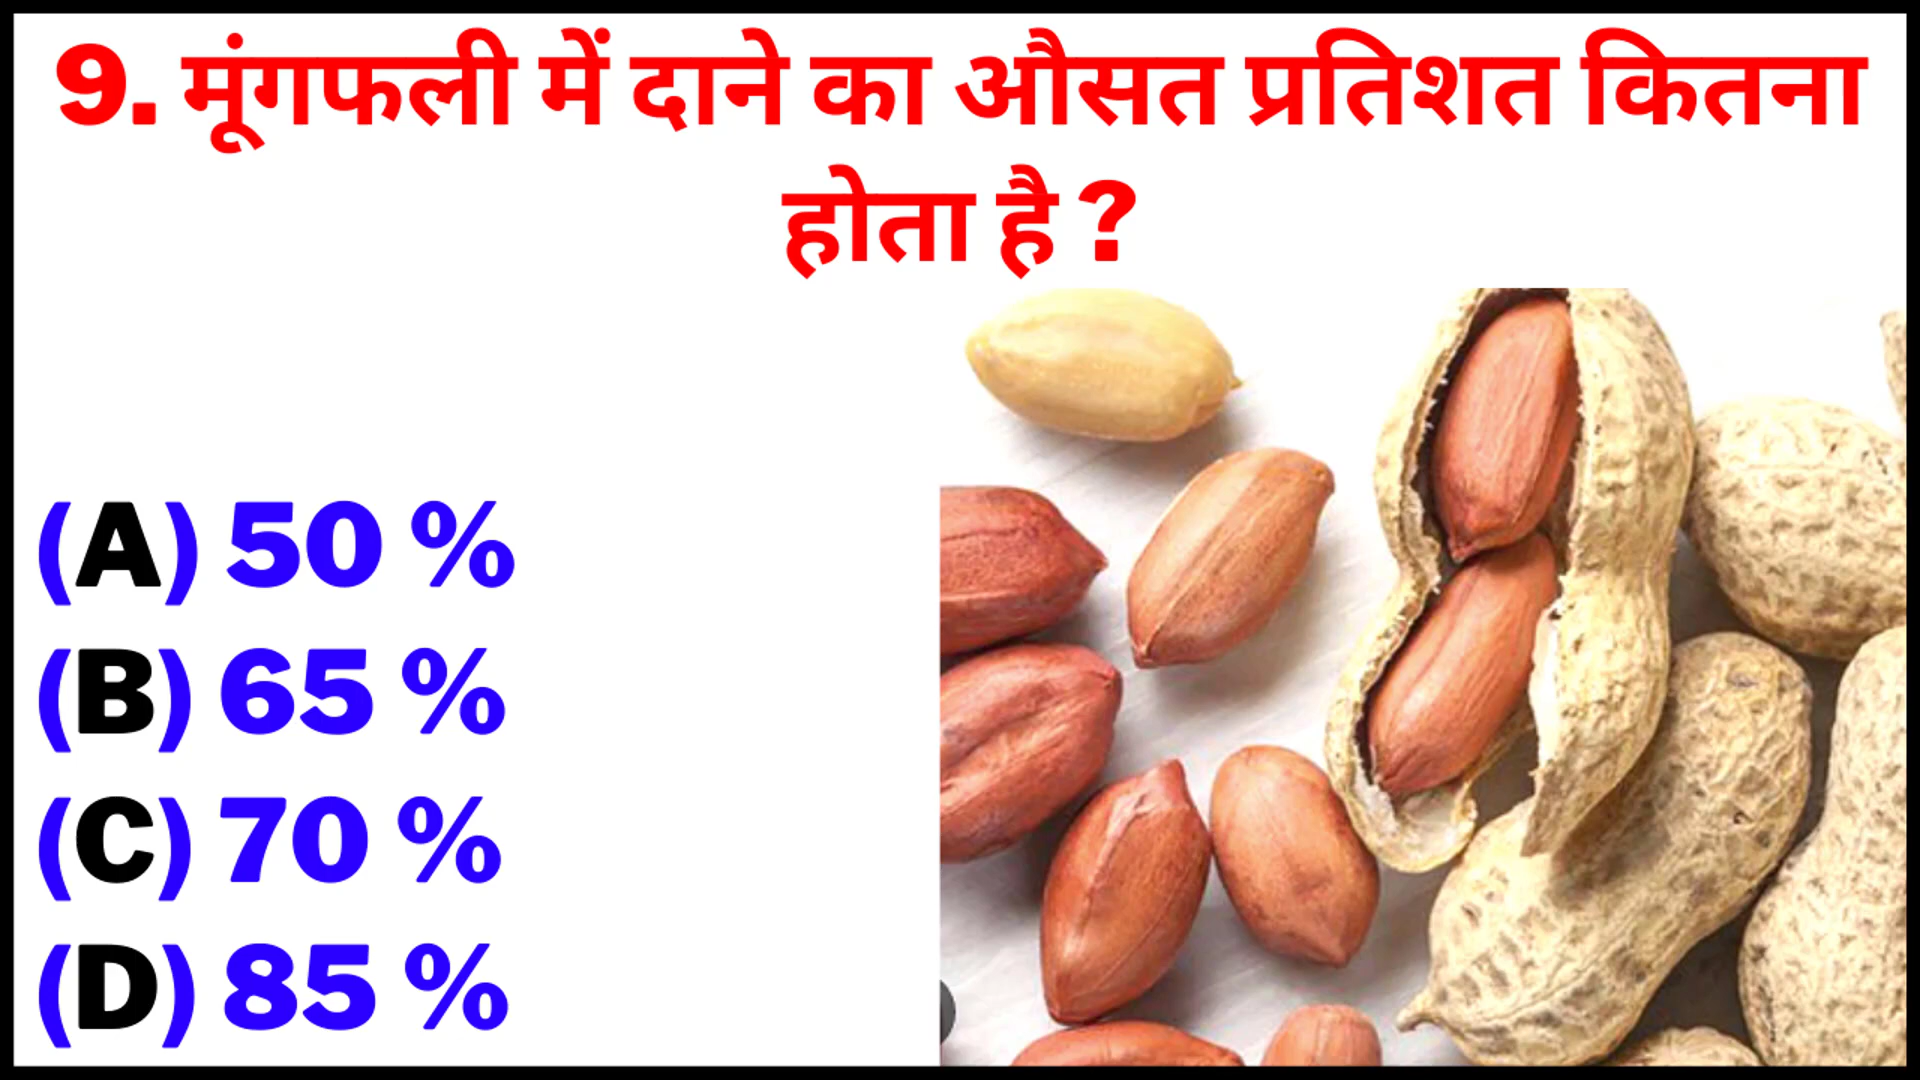 9. मूंगफली में दाने का औसत प्रतिशत कितना
होता है ?
(A) 50 %
(B) 65 %
(C) 70 %
(D) 85 %